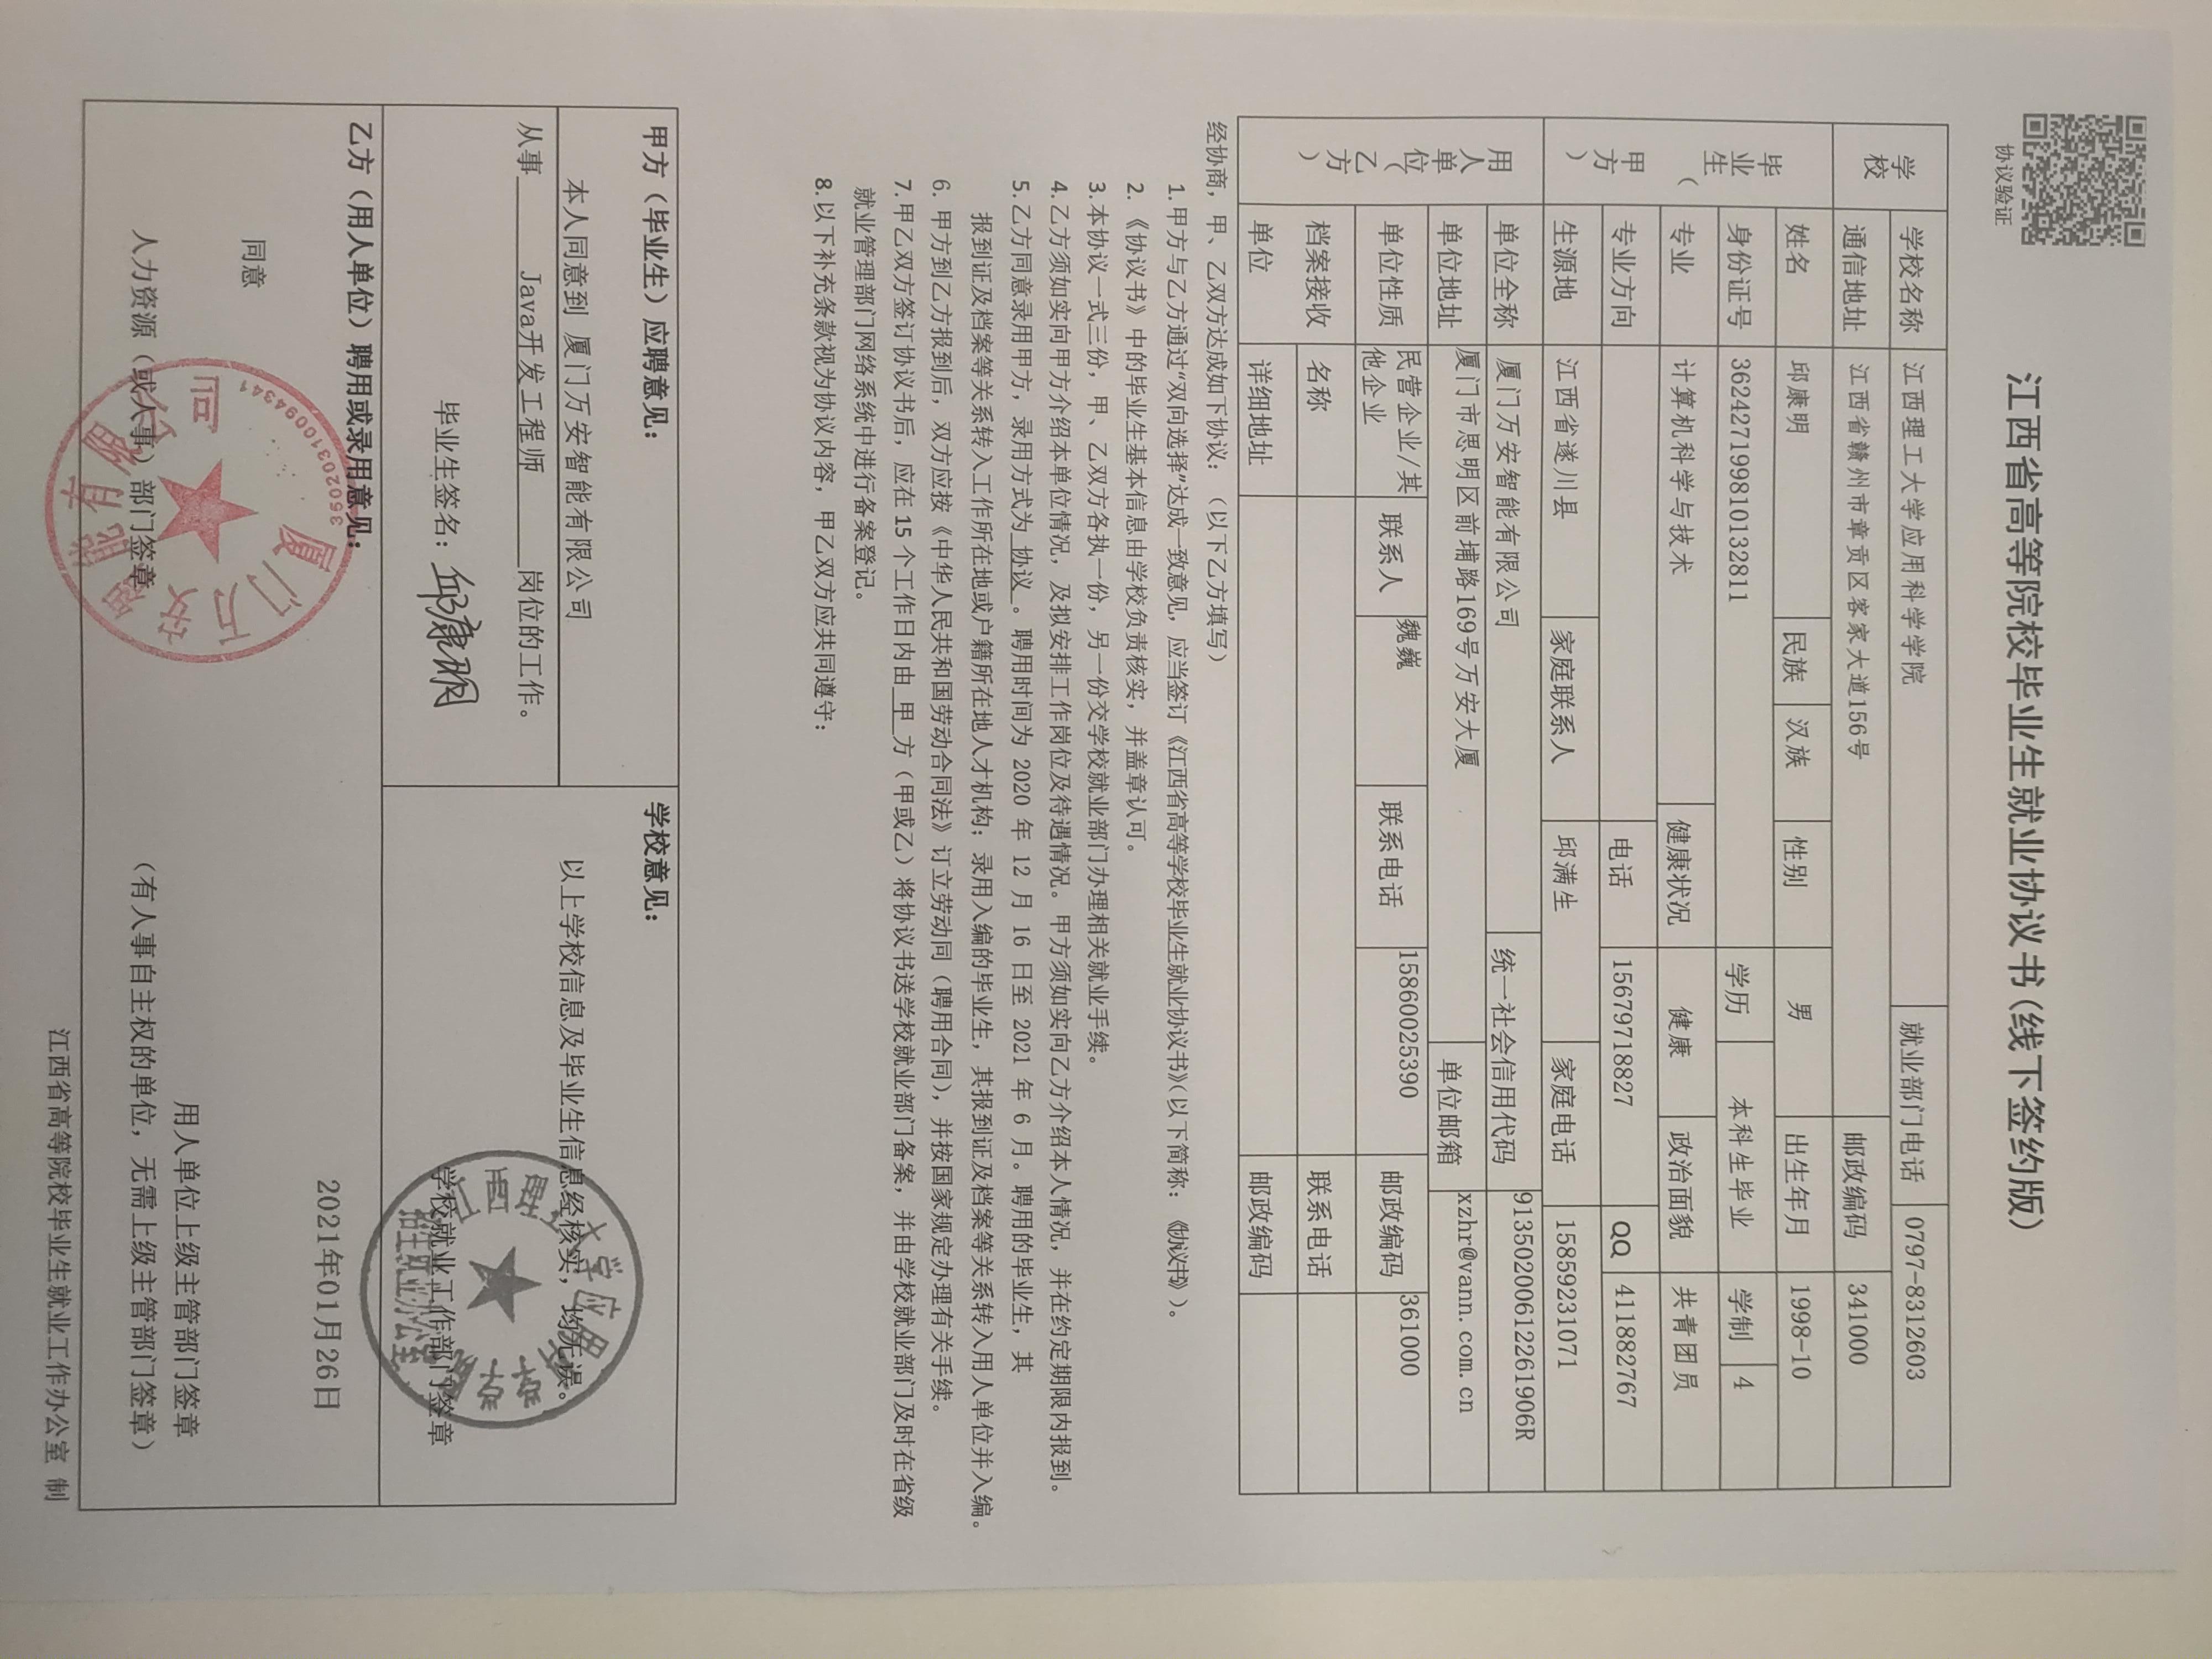 协议验证
江西省高等院校毕业生就业协议书(线下签约版)
学校 学校名称 江西理工大学应用科学学院 就业部门电话 0797-8312603
通信地址 江西省赣州市章贡区客家大道156号 邮政编码 341000
毕业生(甲方) 姓名 邱康明 民族 汉族 性别 男 出生年月 1998-10
身份证号 362427199810132811 学历 本科生毕业 学制 4
专业 计算机科学与技术 健康状况 健康 政治面貌 共青团员
专业方向 电话 15679718827 QQ 411882767
生源地 江西省遂川县 家庭联系人 邱满生 家庭电话 15859231071
用人单位(乙方) 单位全称 厦门万安智能有限公司 统一社会信用代码 91350200612261906R
单位地址 厦门市思明区前埔路169号万安大厦 单位邮箱 xzhr@vann.com.cn
单位性质 民营企业/其他企业 联系人 魏巍 联系电话 15860025390 邮政编码 361000
档案接收单位 名称 联系电话
详细地址 邮政编码
经协商，甲、乙双方达成如下协议：（以下乙方填写）
1.甲方与乙方通过“双向选择”达成一致意见，应当签订《江西省高等学校毕业生就业协议书》（以下简称：《协议书》）。
2.《协议书》中的毕业生基本信息由学校负责核实，并盖章认可。
3.本协议一式三份，甲、乙双方各执一份，另一份交学校就业部门办理相关就业手续。
4.乙方须如实向甲方介绍本单位情况，及拟安排工作岗位及待遇情况。甲方须如实向乙方介绍本人情况，并在约定期限内报到。
5.乙方同意录用甲方，录用方式为 协议 。聘用时间为 2020 年 12 月 16 日至 2021 年 6 月。聘用的毕业生，其
报到证及档案等关系转入工作所在地或户籍所在地人才机构；录用入编的毕业生，其报到证及档案等关系转入用人单位并入编。
6. 甲方到乙方报到后，双方应按《中华人民共和国劳动合同法》订立劳动同（聘用合同），并按国家规定办理有关手续。
7.甲乙双方签订协议书后，应在 15 个工作日内由 甲 方（甲或乙）将协议书送学校就业部门备案，并由学校就业部门及时在省级
就业管理部门网络系统中进行备案登记。
8.以下补充条款视为协议内容，甲乙双方应共同遵守：
甲方（毕业生）应聘意见：
本人同意到 厦门万安智能有限公司
从事 Java开发工程师 岗位的工作。
毕业生签名：邱康明
学校意见：
以上学校信息及毕业生信息经核实，均无误。
学校就业工作部门签章
江西理工大学应用科学学院
招生就业办公室
乙方（用人单位）聘用或录用意见：
同意
人力资源（或人事）部门签章
厦门万安智能有限公司
35020310094341
2021年01月26日
用人单位上级主管部门签章
（有人事自主权的单位，无需上级主管部门签章）
江西省高等院校毕业生就业工作办公室 制